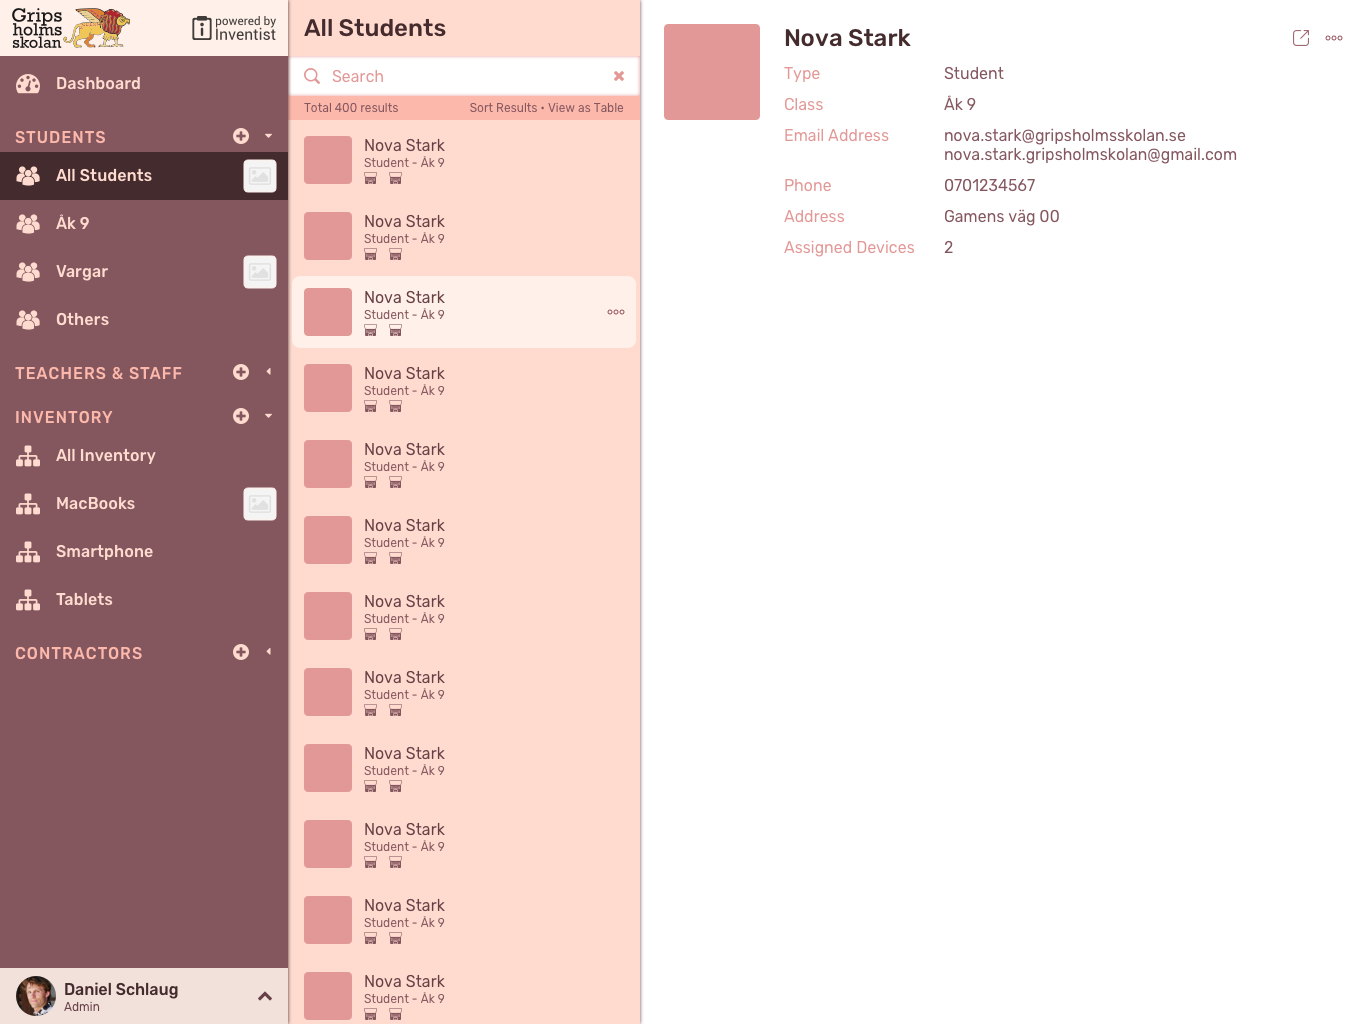 Grips
holms
skolan
powered by
Inventist
Dashboard
STUDENTS
All Students
Åk 9
Vargar
Others
TEACHERS & STAFF
INVENTORY
All Inventory
MacBooks
Smartphone
Tablets
CONTRACTORS
Daniel Schlaug
Admin
All Students
Search
Total 400 results
Sort Results • View as Table
Nova Stark
Student - Åk 9
Nova Stark
Student - Åk 9
Nova Stark
Student - Åk 9
Nova Stark
Student - Åk 9
Nova Stark
Student - Åk 9
Nova Stark
Student - Åk 9
Nova Stark
Student - Åk 9
Nova Stark
Student - Åk 9
Nova Stark
Student - Åk 9
Nova Stark
Student - Åk 9
Nova Stark
Student - Åk 9
Nova Stark
Student - Åk 9
Nova Stark
Type Student
Class Åk 9
Email Address nova.stark@gripsholmsskolan.se
nova.stark.gripsholmskolan@gmail.com
Phone 0701234567
Address Gamens väg 00
Assigned Devices 2